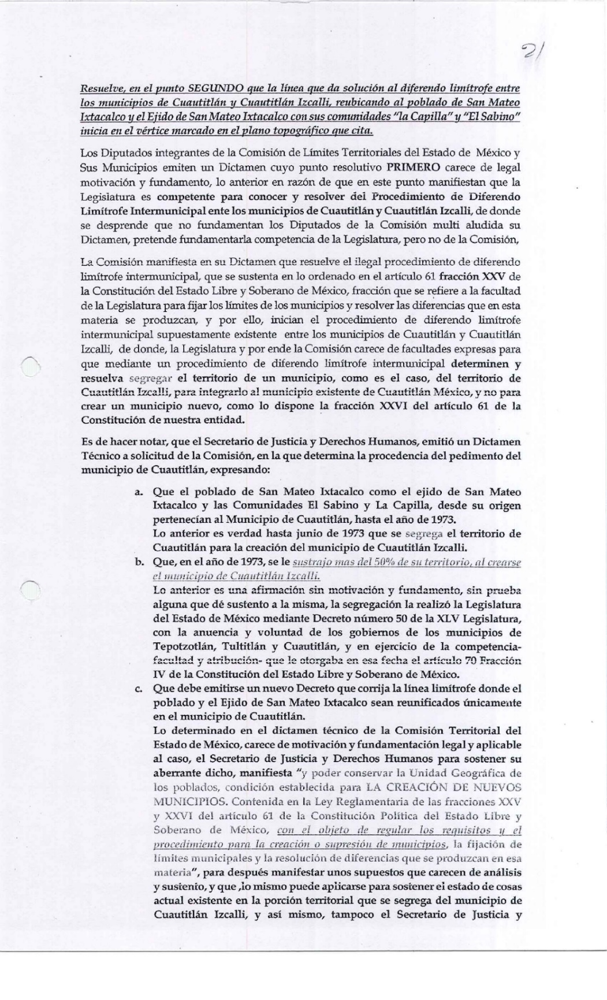 21
Resuelve, en el punto SEGUNDO que la línea que da solución al diferendo limítrofe entre
los municipios de Cuautitlán y Cuautitlán Izcalli, reubicando al poblado de San Mateo
Ixtacalco y el Ejido de San Mateo Ixtacalco con sus comunidades "la Capilla" y "El Sabino"
inicia en el vértice marcado en el plano topográfico que cita.
Los Diputados integrantes de la Comisión de Límites Territoriales del Estado de México y
Sus Municipios emiten un Dictamen cuyo punto resolutivo PRIMERO carece de legal
motivación y fundamento, lo anterior en razón de que en este punto manifiestan que la
Legislatura es competente para conocer y resolver del Procedimiento de Diferendo
Limítrofe Intermunicipal ente los municipios de Cuautitlán y Cuautitlán Izcalli, de donde
se desprende que no fundamentan los Diputados de la Comisión multi aludida su
Dictamen, pretende fundamentarla competencia de la Legislatura, pero no de la Comisión,
La Comisión manifiesta en su Dictamen que resuelve el ilegal procedimiento de diferendo
limítrofe intermunicipal, que se sustenta en lo ordenado en el artículo 61 fracción XXV de
la Constitución del Estado Libre y Soberano de México, fracción que se refiere a la facultad
de la Legislatura para fijar los límites de los municipios y resolver las diferencias que en esta
materia se produzcan, y por ello, inician el procedimiento de diferendo limítrofe
intermunicipal supuestamente existente entre los municipios de Cuautitlán y Cuautitlán
Izcalli, de donde, la Legislatura y por ende la Comisión carece de facultades expresas para
que mediante un procedimiento de diferendo limítrofe intermunicipal determinen y
resuelva segregar el territorio de un municipio, como es el caso, del territorio de
Cuautitlán Izcalli, para integrarlo al municipio existente de Cuautitlán México, y no para
crear un municipio nuevo, como lo dispone la fracción XXVI del artículo 61 de la
Constitución de nuestra entidad.
Es de hacer notar, que el Secretario de Justicia y Derechos Humanos, emitió un Dictamen
Técnico a solicitud de la Comisión, en la que determina la procedencia del pedimento del
municipio de Cuautitlán, expresando:
a. Que el poblado de San Mateo Ixtacalco como el ejido de San Mateo
Ixtacalco y las Comunidades El Sabino y La Capilla, desde su origen
pertenecían al Municipio de Cuautitlán, hasta el año de 1973.
Lo anterior es verdad hasta junio de 1973 que se segrega el territorio de
Cuautitlán para la creación del municipio de Cuautitlán Izcalli.
b. Que, en el año de 1973, se le sustrajo mas del 50% de su territorio, al crearse
el municipio de Cuautitlán Izcalli.
Lo anterior es una afirmación sin motivación y fundamento, sin prueba
alguna que dé sustento a la misma, la segregación la realizó la Legislatura
del Estado de México mediante Decreto número 50 de la XLV Legislatura,
con la anuencia y voluntad de los gobiernos de los municipios de
Tepotzotlán, Tultitlán y Cuautitlán, y en ejercicio de la competencia-
facultad y atribución- que le otorgaba en esa fecha el artículo 70 Fracción
IV de la Constitución del Estado Libre y Soberano de México.
c. Que debe emitirse un nuevo Decreto que corrija la línea limítrofe donde el
poblado y el Ejido de San Mateo Ixtacalco sean reunificados únicamente
en el municipio de Cuautitlán.
Lo determinado en el dictamen técnico de la Comisión Territorial del
Estado de México, carece de motivación y fundamentación legal y aplicable
al caso, el Secretario de Justicia y Derechos Humanos para sostener su
aberrante dicho, manifiesta "y poder conservar la Unidad Geográfica de
los poblados, condición establecida para LA CREACIÓN DE NUEVOS
MUNICIPIOS. Contenida en la Ley Reglamentaria de las fracciones XXV
y XXVI del artículo 61 de la Constitución Política del Estado Libre y
Soberano de México, con el objeto de regular los requisitos y el
procedimiento para la creación o supresión de municipios, la fijación de
límites municipales y la resolución de diferencias que se produzcan en esa
materia", para después manifestar unos supuestos que carecen de análisis
y sustento, y que ,lo mismo puede aplicarse para sostener el estado de cosas
actual existente en la porción territorial que se segrega del municipio de
Cuautitlán Izcalli, y así mismo, tampoco el Secretario de Justicia y